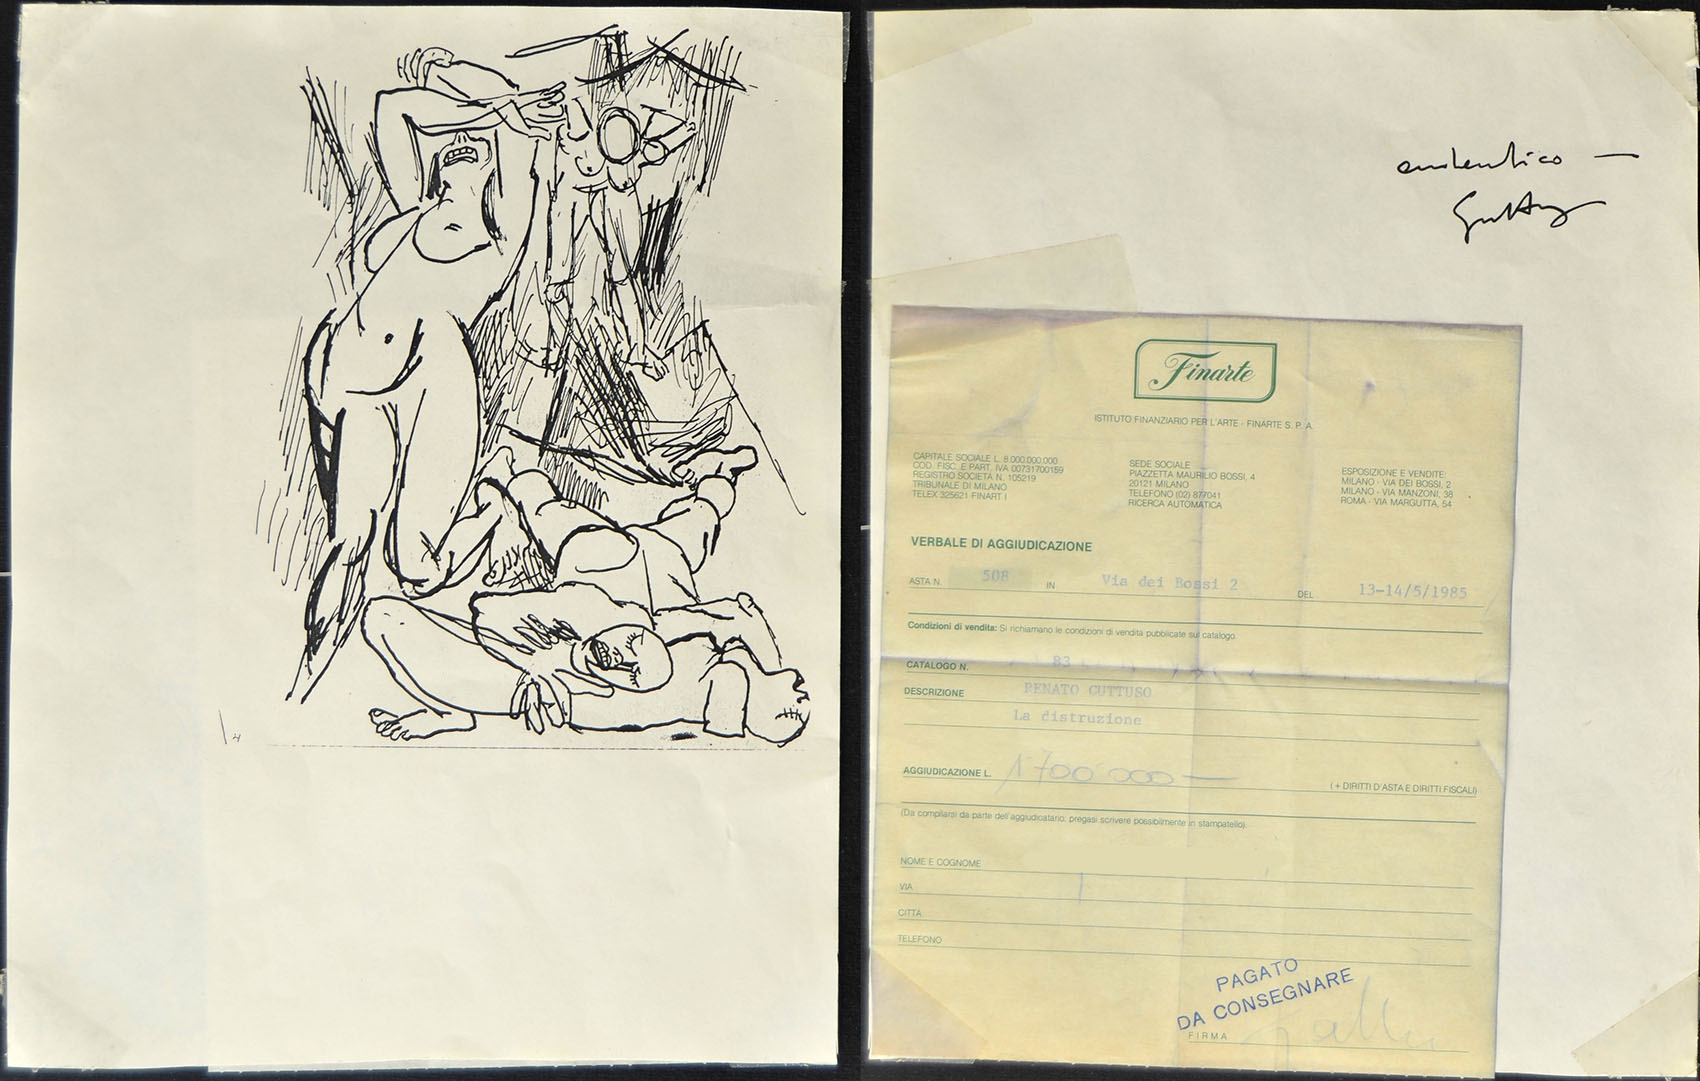 autentico —
Guttuso
Finarte
ISTITUTO FINANZIARIO PER L'ARTE - FINARTE S. P. A.
CAPITALE SOCIALE L. 8.000.000.000
COD. FISC. E PART. IVA 00731700159
REGISTRO SOCIETÀ N. 105219
TRIBUNALE DI MILANO
TELEX 325621 FINART I
SEDE SOCIALE
PIAZZETTA MAURILIO BOSSI, 4
20121 MILANO
TELEFONO (02) 877041
RICERCA AUTOMATICA
ESPOSIZIONE E VENDITE:
MILANO - VIA DEI BOSSI, 2
MILANO - VIA MANZONI, 38
ROMA - VIA MARGUTTA, 54
VERBALE DI AGGIUDICAZIONE
ASTA N. 508 IN Via dei Bossi 2 DEL 13-14/5/1985
Condizioni di vendita: Si richiamano le condizioni di vendita pubblicate sul catalogo.
CATALOGO N. 83
DESCRIZIONE RENATO GUTTUSO
La distruzione
AGGIUDICAZIONE L. 1'700'000 — (+ DIRITTI D'ASTA E DIRITTI FISCALI)
(Da compilarsi da parte dell'aggiudicatario: pregasi scrivere possibilmente in stampatello).
NOME E COGNOME
VIA
CITTÀ
TELEFONO
PAGATO
DA CONSEGNARE
FIRMA